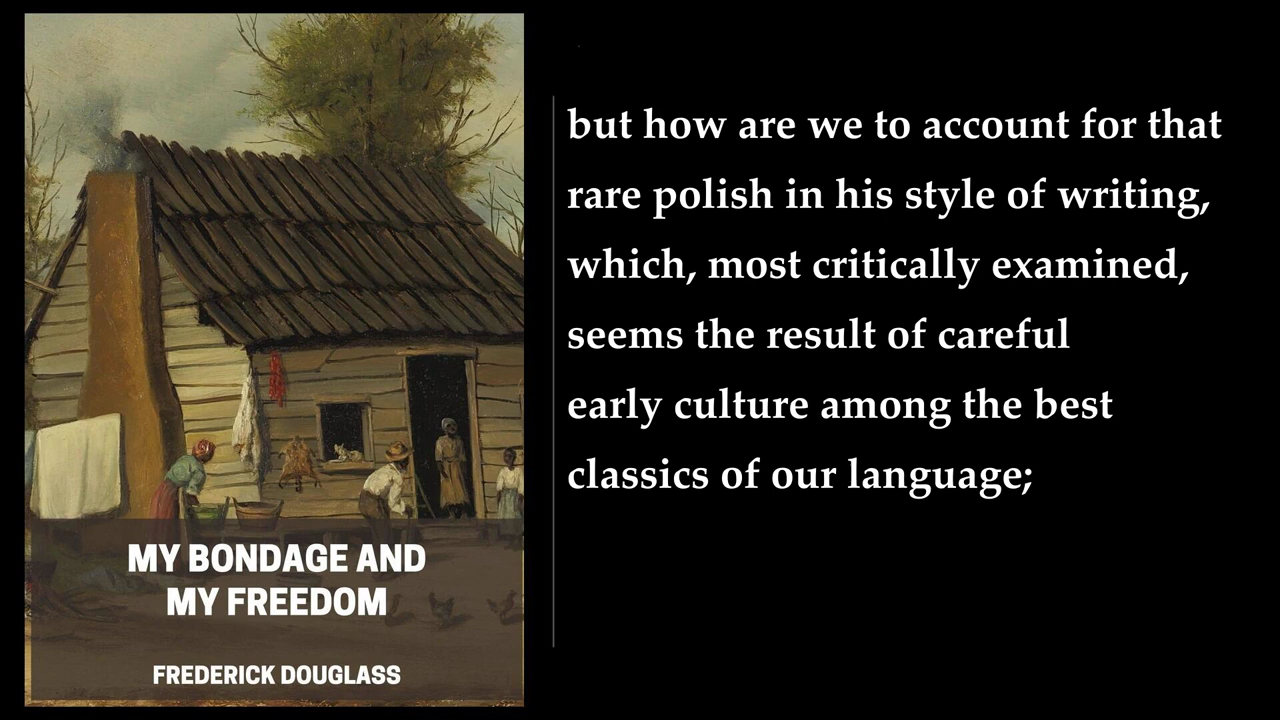 but how are we to account for that
rare polish in his style of writing,
which, most critically examined,
seems the result of careful
early culture among the best
classics of our language;
MY BONDAGE AND
MY FREEDOM
FREDERICK DOUGLASS